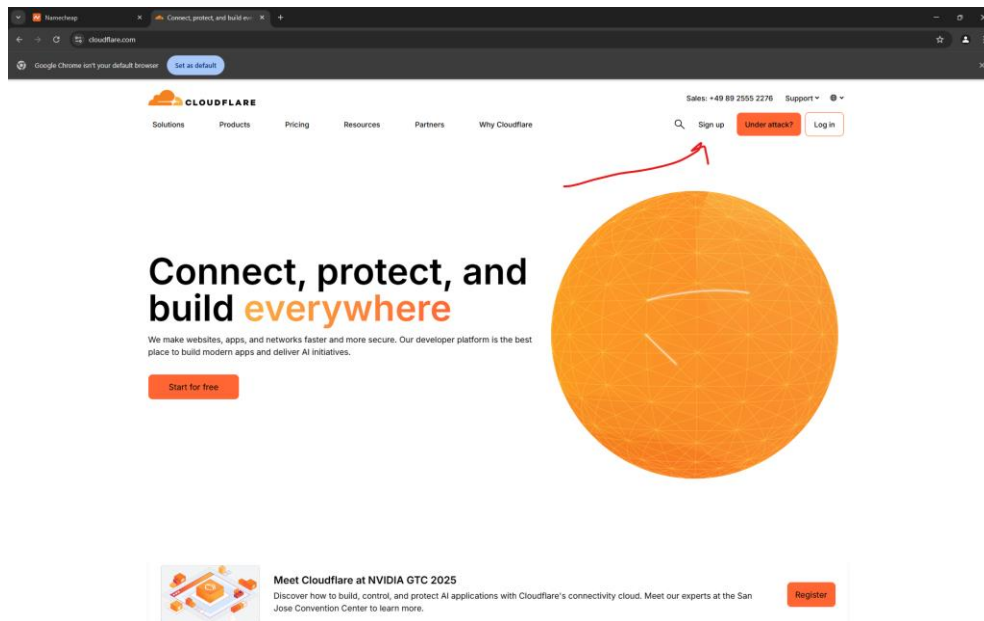 Namecheap
Connect, protect, and build eve
cloudflare.com
Google Chrome isn't your default browser
Set as default
CLOUDFLARE
Sales: +49 89 2555 2276
Support
Solutions
Products
Pricing
Resources
Partners
Why Cloudflare
Sign up
Under attack?
Log in
Connect, protect, and
build everywhere
We make websites, apps, and networks faster and more secure. Our developer platform is the best
place to build modern apps and deliver AI initiatives.
Start for free
Meet Cloudflare at NVIDIA GTC 2025
Discover how to build, control, and protect AI applications with Cloudflare's connectivity cloud. Meet our experts at the San
Jose Convention Center to learn more.
Register